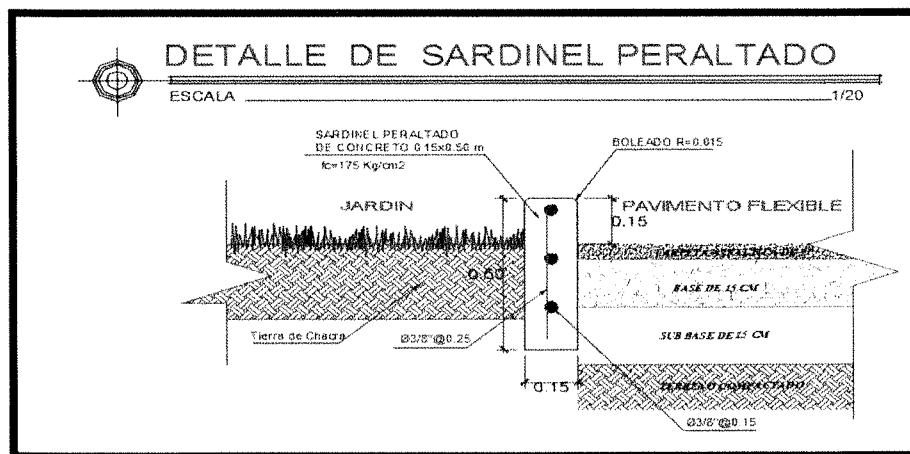 DETALLE DE SARDINEL PERALTADO
ESCALA 1/20
SARDINEL PERALTADO
DE CONCRETO 0.15x0.50 m
fc=175 Kg/cm2
BOLEADO R=0.015
JARDIN
PAVIMENTO FLEXIBLE
0.15
0.50
BASE DE 15 CM
SUB BASE DE 15 CM
Tierra de Chacra
Ø3/8"@0.25
0.15
TERRENO COMPACTADO
Ø3/8"@0.15